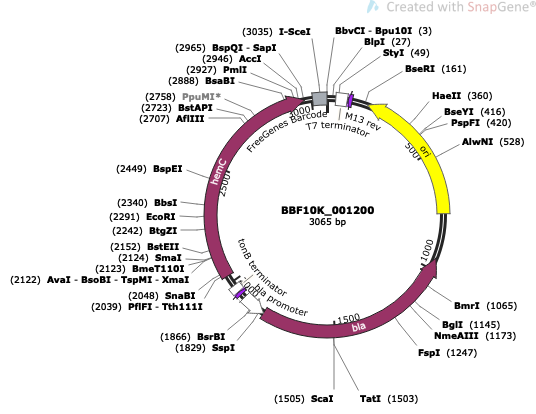 Created with SnapGene®
(3035) I-SceI
BbvCI - Bpu10I (3)
BlpI (27)
StyI (49)
(2965) BspQI - SapI
(2946) AccI
(2927) PmlI
(2888) BsaBI
BseRI (161)
(2758) PpuMI*
(2723) BstAPI
(2707) AflIII
HaeII (360)
BseYI (416)
PspFI (420)
AlwNI (528)
3000
FreeGenes Barcode
T7 terminator
M13 rev
ori
500
hemC
2500
(2449) BspEI
(2340) BbsI
(2291) EcoRI
(2242) BtgZI
(2152) BstEII
(2124) SmaI
(2123) BmeT110I
(2122) AvaI - BsoBI - TspMI - XmaI
(2048) SnaBI
(2039) PflFI - Tth111I
BBF10K_001200
3065 bp
tonB terminator
bla promoter
1000
BmrI (1065)
BglI (1145)
NmeAIII (1173)
FspI (1247)
(1866) BsrBI
(1829) SspI
1500
bla
(1505) ScaI
TatI (1503)